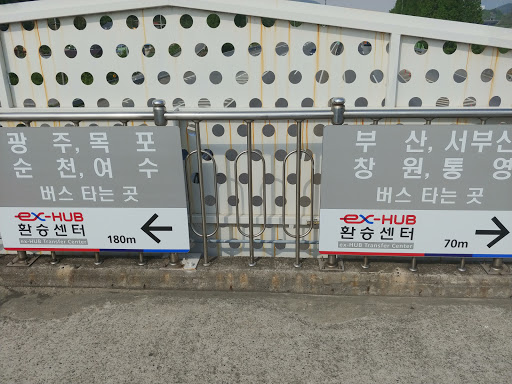 광 주,목 포
순 천,여 수
버스 타는 곳
ex-HUB
환승센터
ex-HUB Transfer Center
180m
부 산,서부산
창 원,통 영
버스 타는 곳
ex-HUB
환승센터
ex-HUB Transfer Center
70m